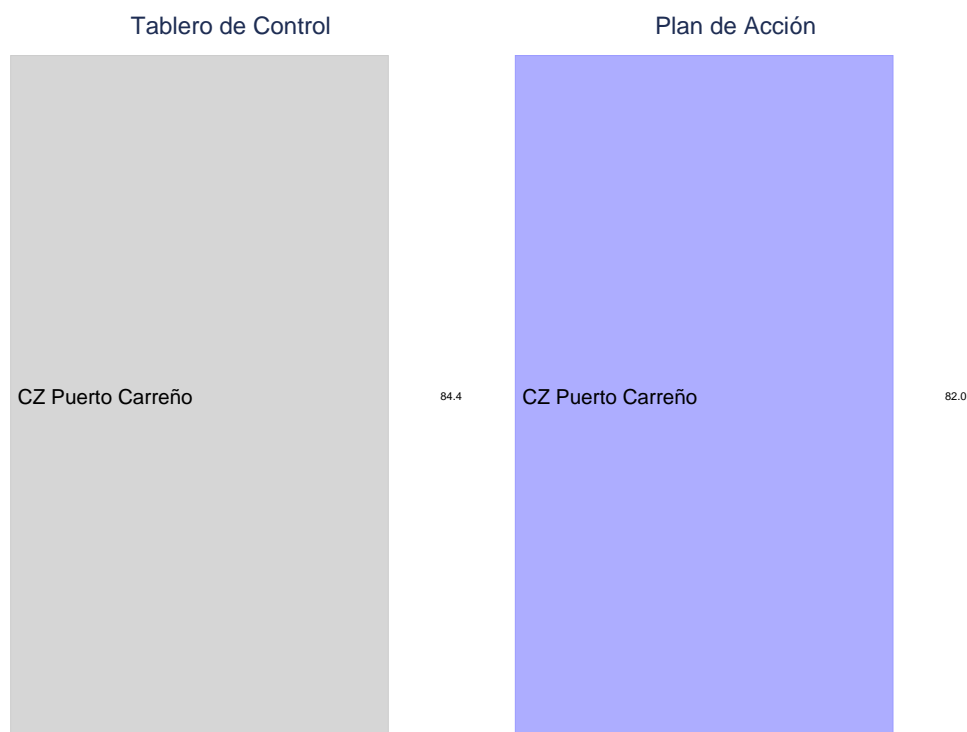 Tablero de Control
Plan de Acción
CZ Puerto Carreño 84.4
CZ Puerto Carreño 82.0